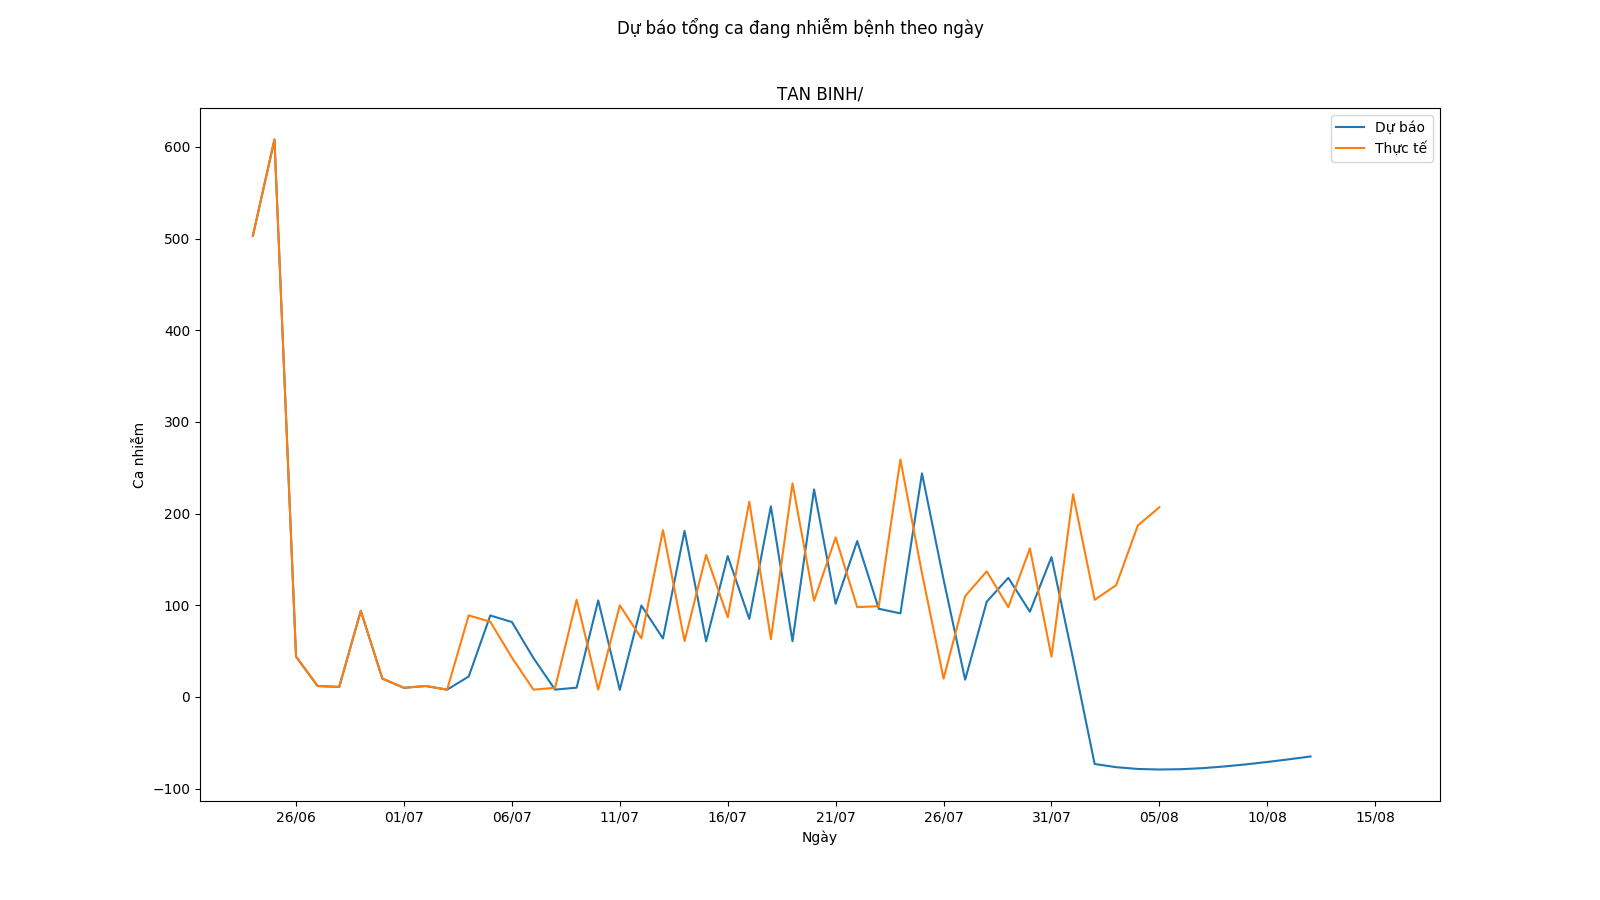 Dự báo tổng ca đang nhiễm bệnh theo ngày
TAN BINH/
Dự báo
Thực tế
600
500
400
300
200
100
0
−100
Ca nhiễm
26/06 01/07 06/07 11/07 16/07 21/07 26/07 31/07 05/08 10/08 15/08
Ngày